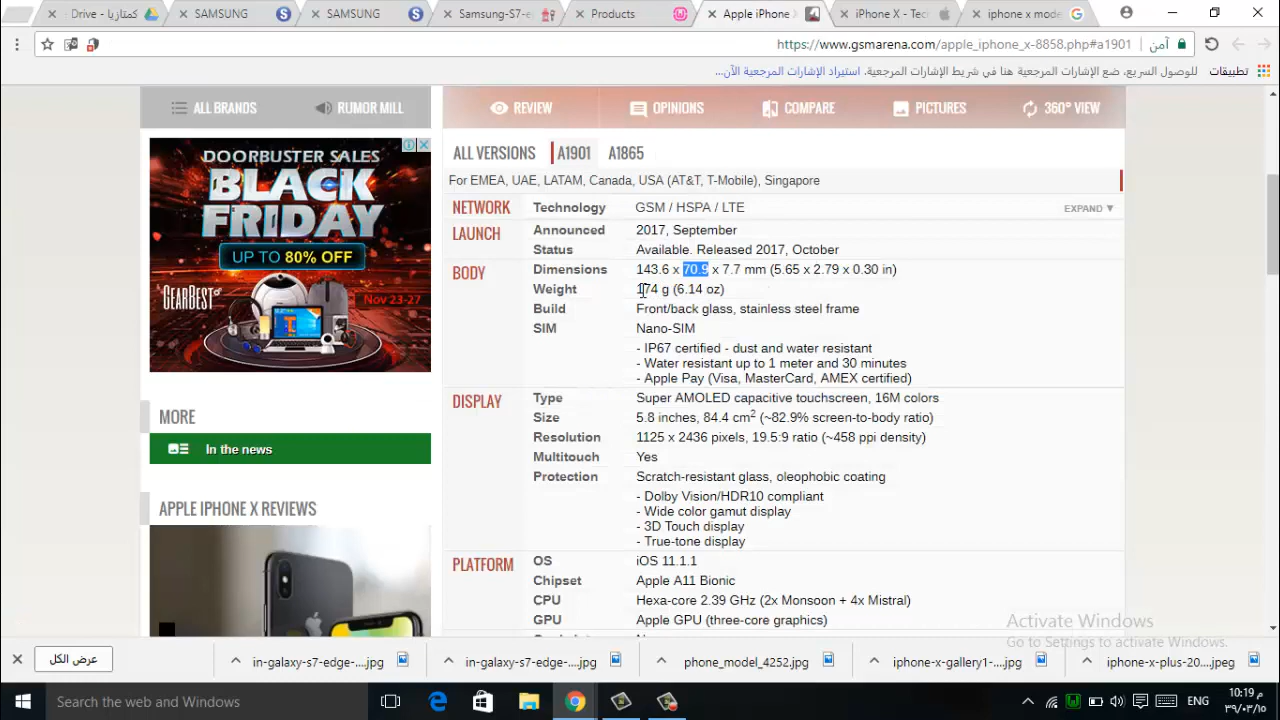 كمتازيا - Drive
SAMSUNG
SAMSUNG
Samsung-S7-e
Products
Apple iPhone X
iPhone X - Tech
iphone x mode
https://www.gsmarena.com/apple_iphone_x-8858.php#a1901
آمن
تطبيقات
للوصول السريع، ضع الإشارات المرجعية هنا في شريط الإشارات المرجعية. استيراد الإشارات المرجعية الآن...
ALL BRANDS
RUMOR MILL
REVIEW
OPINIONS
COMPARE
PICTURES
360° VIEW
DOORBUSTER SALES
BLACK
FRIDAY
UP TO 80% OFF
GEARBEST
Nov 23-27
MORE
In the news
APPLE IPHONE X REVIEWS
ALL VERSIONS A1901 A1865
For EMEA, UAE, LATAM, Canada, USA (AT&T, T-Mobile), Singapore
NETWORK Technology GSM / HSPA / LTE EXPAND ▼
LAUNCH Announced 2017, September
Status Available. Released 2017, October
BODY Dimensions 143.6 x 70.9 x 7.7 mm (5.65 x 2.79 x 0.30 in)
Weight 174 g (6.14 oz)
Build Front/back glass, stainless steel frame
SIM Nano-SIM
- IP67 certified - dust and water resistant
- Water resistant up to 1 meter and 30 minutes
- Apple Pay (Visa, MasterCard, AMEX certified)
DISPLAY Type Super AMOLED capacitive touchscreen, 16M colors
Size 5.8 inches, 84.4 cm2 (~82.9% screen-to-body ratio)
Resolution 1125 x 2436 pixels, 19.5:9 ratio (~458 ppi density)
Multitouch Yes
Protection Scratch-resistant glass, oleophobic coating
- Dolby Vision/HDR10 compliant
- Wide color gamut display
- 3D Touch display
- True-tone display
PLATFORM OS iOS 11.1.1
Chipset Apple A11 Bionic
CPU Hexa-core 2.39 GHz (2x Monsoon + 4x Mistral)
GPU Apple GPU (three-core graphics)
Activate Windows
Go to Settings to activate Windows.
عرض الكل
in-galaxy-s7-edge-....jpg
in-galaxy-s7-edge-....jpg
phone_model_4252.jpg
iphone-x-gallery1-....jpg
iphone-x-plus-20....jpeg
Search the web and Windows
ENG
١٠:١٩ م
٣٩/٠٣/١٥